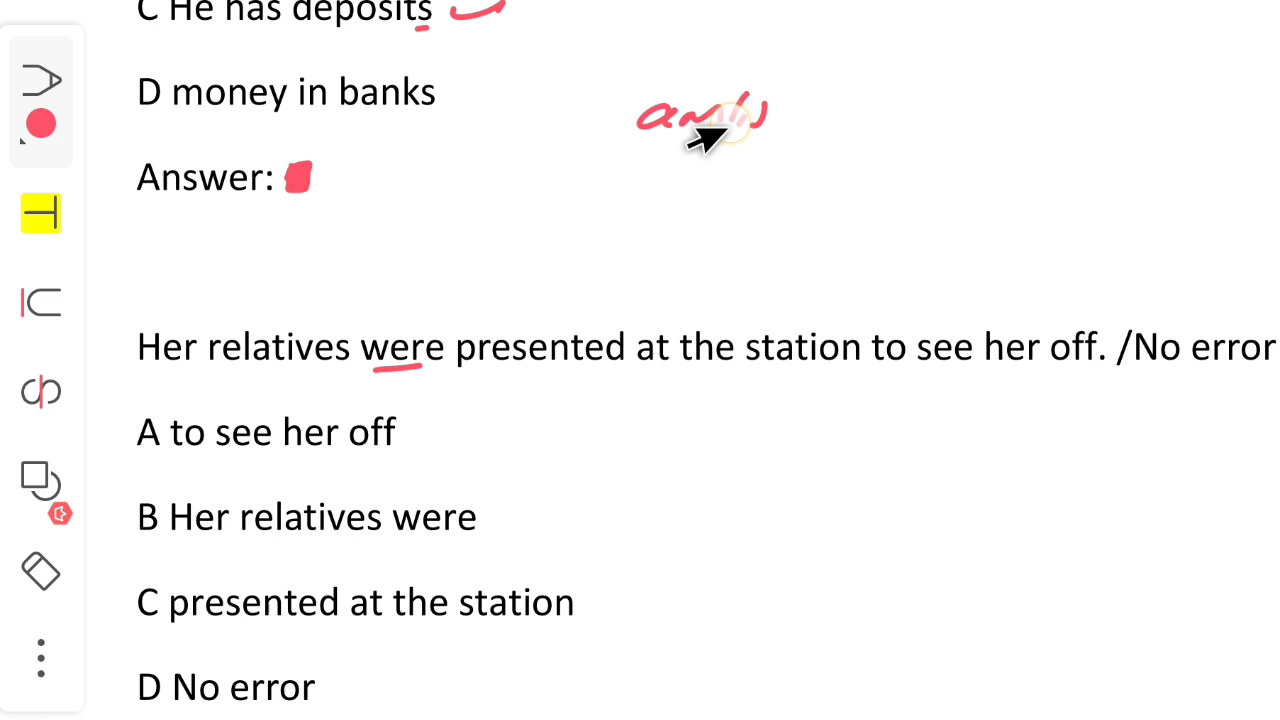 C He has deposits
D money in banks
Answer:
Her relatives were presented at the station to see her off. /No error
A to see her off
B Her relatives were
C presented at the station
D No error